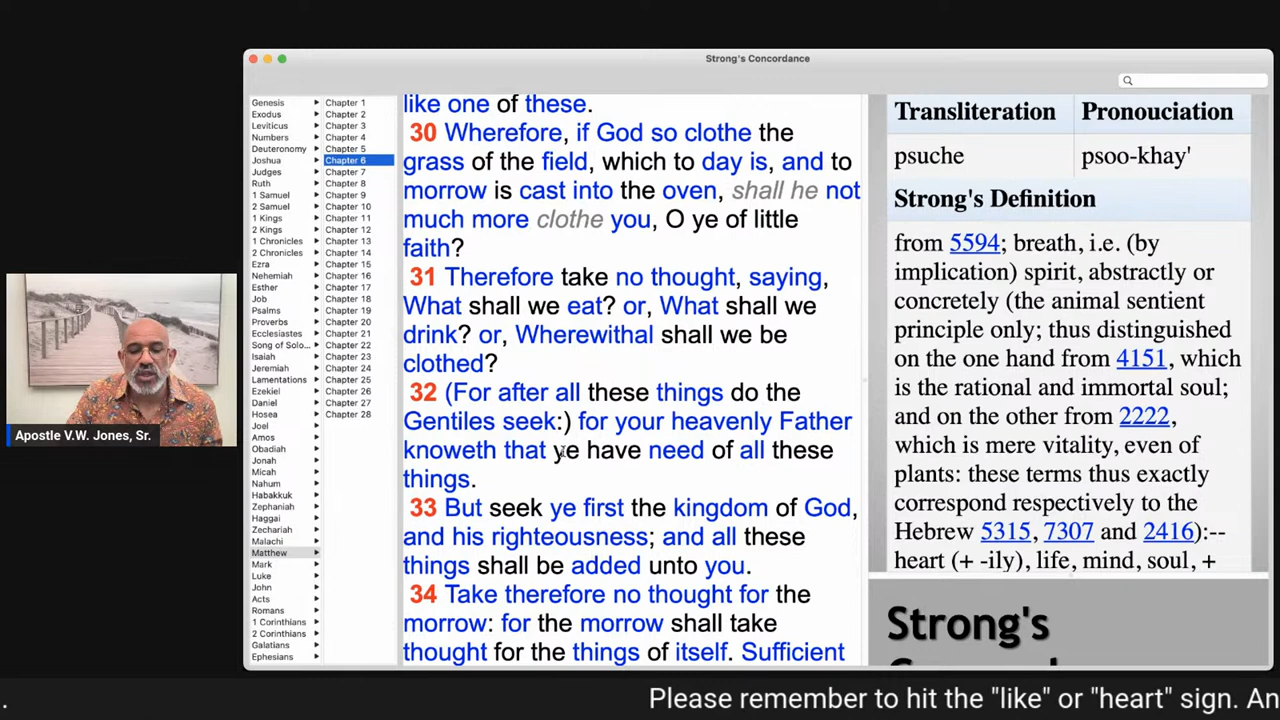 Strong's Concordance
Genesis
Exodus
Leviticus
Numbers
Deuteronomy
Joshua
Judges
Ruth
1 Samuel
2 Samuel
1 Kings
2 Kings
1 Chronicles
2 Chronicles
Ezra
Nehemiah
Esther
Job
Psalms
Proverbs
Ecclesiastes
Song of Solo...
Isaiah
Jeremiah
Lamentations
Ezekiel
Daniel
Hosea
Joel
Amos
Obadiah
Jonah
Micah
Nahum
Habakkuk
Zephaniah
Haggai
Zechariah
Malachi
Matthew
Mark
Luke
John
Acts
Romans
1 Corinthians
2 Corinthians
Galatians
Ephesians
Chapter 1
Chapter 2
Chapter 3
Chapter 4
Chapter 5
Chapter 6
Chapter 7
Chapter 8
Chapter 9
Chapter 10
Chapter 11
Chapter 12
Chapter 13
Chapter 14
Chapter 15
Chapter 16
Chapter 17
Chapter 18
Chapter 19
Chapter 20
Chapter 21
Chapter 22
Chapter 23
Chapter 24
Chapter 25
Chapter 26
Chapter 27
Chapter 28
like one of these.
30 Wherefore, if God so clothe the
grass of the field, which to day is, and to
morrow is cast into the oven, shall he not
much more clothe you, O ye of little
faith?
31 Therefore take no thought, saying,
What shall we eat? or, What shall we
drink? or, Wherewithal shall we be
clothed?
32 (For after all these things do the
Gentiles seek:) for your heavenly Father
knoweth that ye have need of all these
things.
33 But seek ye first the kingdom of God,
and his righteousness; and all these
things shall be added unto you.
34 Take therefore no thought for the
morrow: for the morrow shall take
thought for the things of itself. Sufficient
Transliteration Pronouciation
psuche psoo-khay'
Strong's Definition
from 5594; breath, i.e. (by
implication) spirit, abstractly or
concretely (the animal sentient
principle only; thus distinguished
on the one hand from 4151, which
is the rational and immortal soul;
and on the other from 2222,
which is mere vitality, even of
plants: these terms thus exactly
correspond respectively to the
Hebrew 5315, 7307 and 2416):--
heart (+ -ily), life, mind, soul, +
Strong's
Apostle V.W. Jones, Sr.
. Please remember to hit the "like" or "heart" sign. An